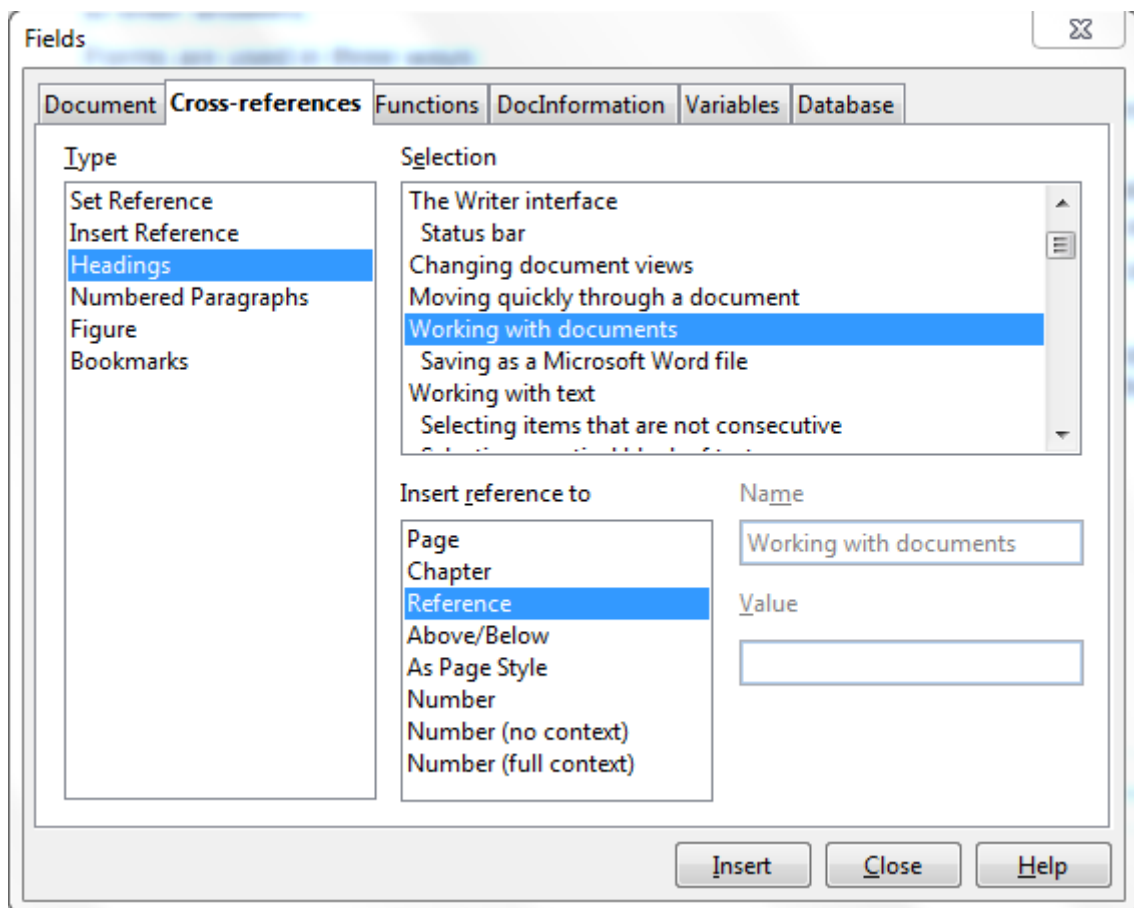 Fields
Document Cross-references Functions DocInformation Variables Database
Type
Set Reference
Insert Reference
Headings
Numbered Paragraphs
Figure
Bookmarks
Selection
The Writer interface
Status bar
Changing document views
Moving quickly through a document
Working with documents
Saving as a Microsoft Word file
Working with text
Selecting items that are not consecutive
Insert reference to
Page
Chapter
Reference
Above/Below
As Page Style
Number
Number (no context)
Number (full context)
Name
Working with documents
Value
Insert Close Help